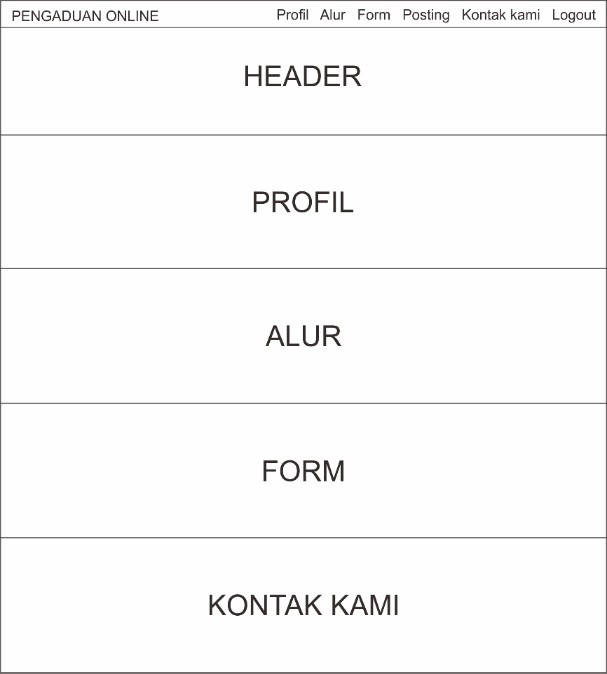 PENGADUAN ONLINE Profil Alur Form Posting Kontak kami Logout
HEADER
PROFIL
ALUR
FORM
KONTAK KAMI